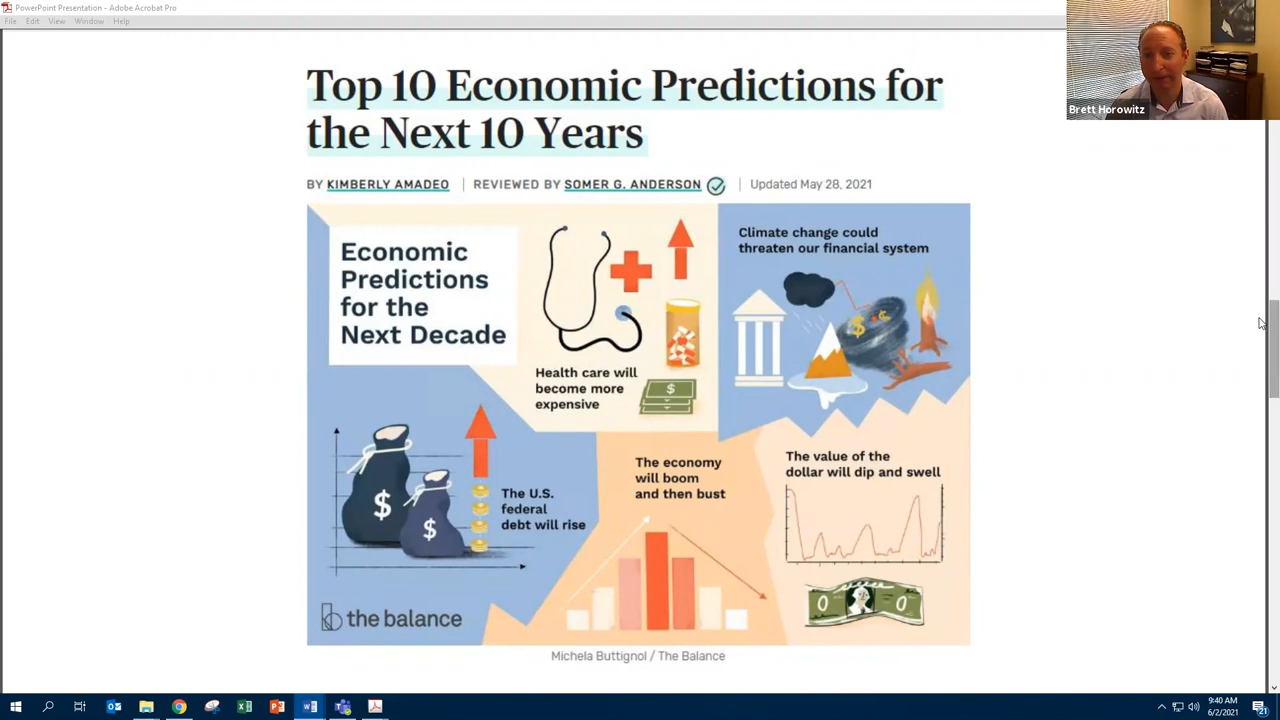 PowerPoint Presentation - Adobe Acrobat Pro
File Edit View Window Help
Brett Horowitz
Top 10 Economic Predictions for
the Next 10 Years
BY KIMBERLY AMADEO | REVIEWED BY SOMER G. ANDERSON | Updated May 28, 2021
Economic
Predictions
for the
Next Decade
Health care will
become more
expensive
$
Climate change could
threaten our financial system
$ €
$
$
The U.S.
federal
debt will rise
The economy
will boom
and then bust
The value of the
dollar will dip and swell
0 0
b the balance
Michela Buttignol / The Balance
9:40 AM
6/2/2021
21